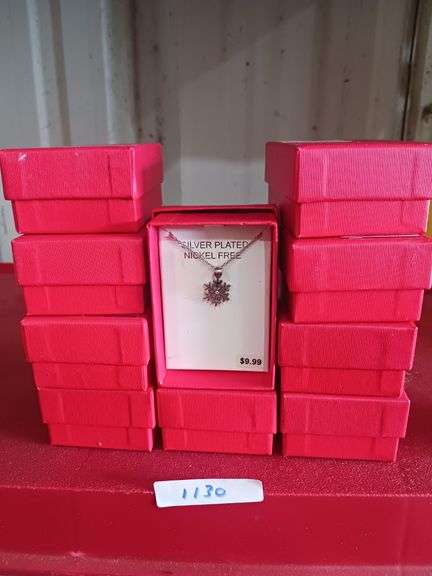 SILVER PLATED
NICKEL FREE
$9.99
1130